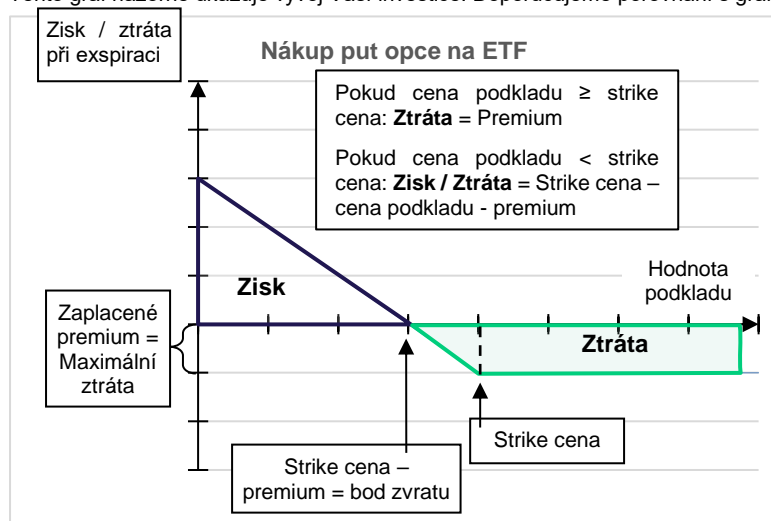 Zisk / ztráta
při exspiraci
Nákup put opce na ETF
Pokud cena podkladu ≥ strike
cena: Ztráta = Premium
Pokud cena podkladu < strike
cena: Zisk / Ztráta = Strike cena –
cena podkladu - premium
Zisk
Hodnota
podkladu
Zaplacené
premium =
Maximální
ztráta
Ztráta
Strike cena
Strike cena –
premium = bod zvratu